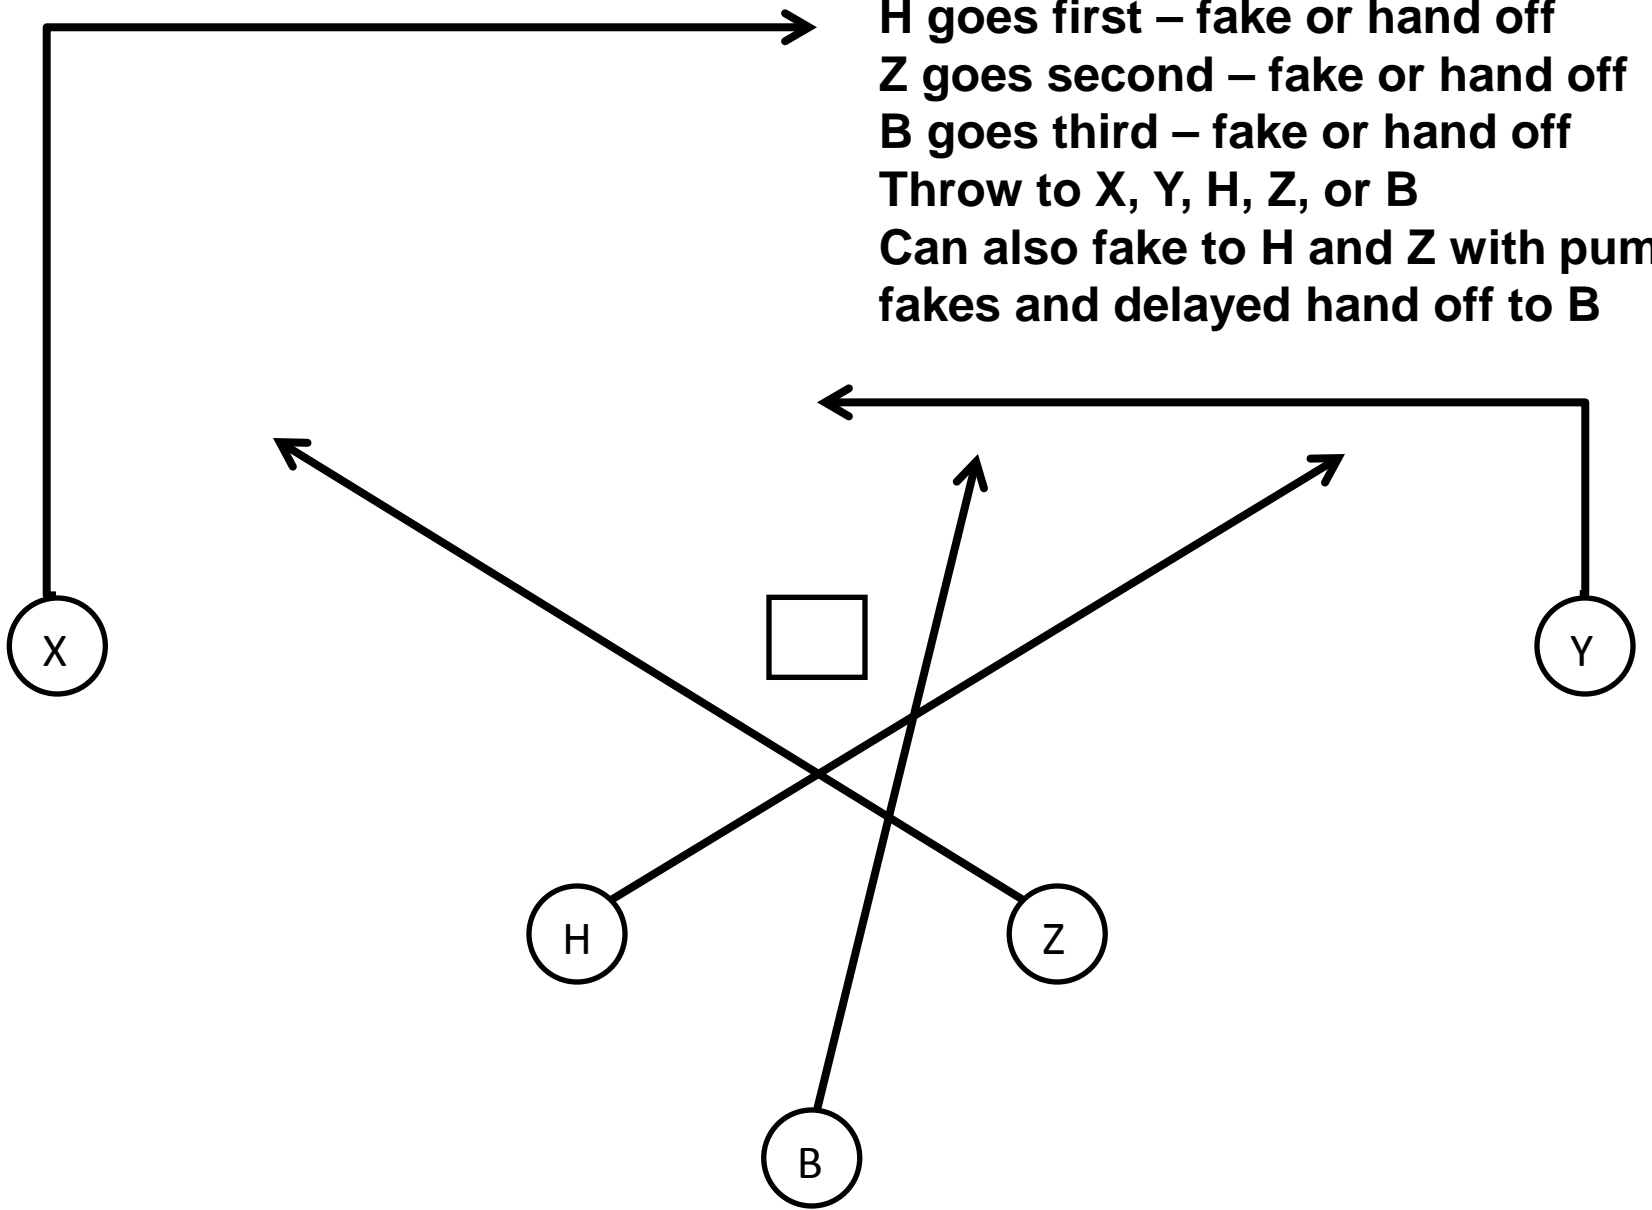 H goes first – fake or hand off
Z goes second – fake or hand off
B goes third – fake or hand off
Throw to X, Y, H, Z, or B
Can also fake to H and Z with
fakes and delayed hand off to B
X
Y
H
Z
B